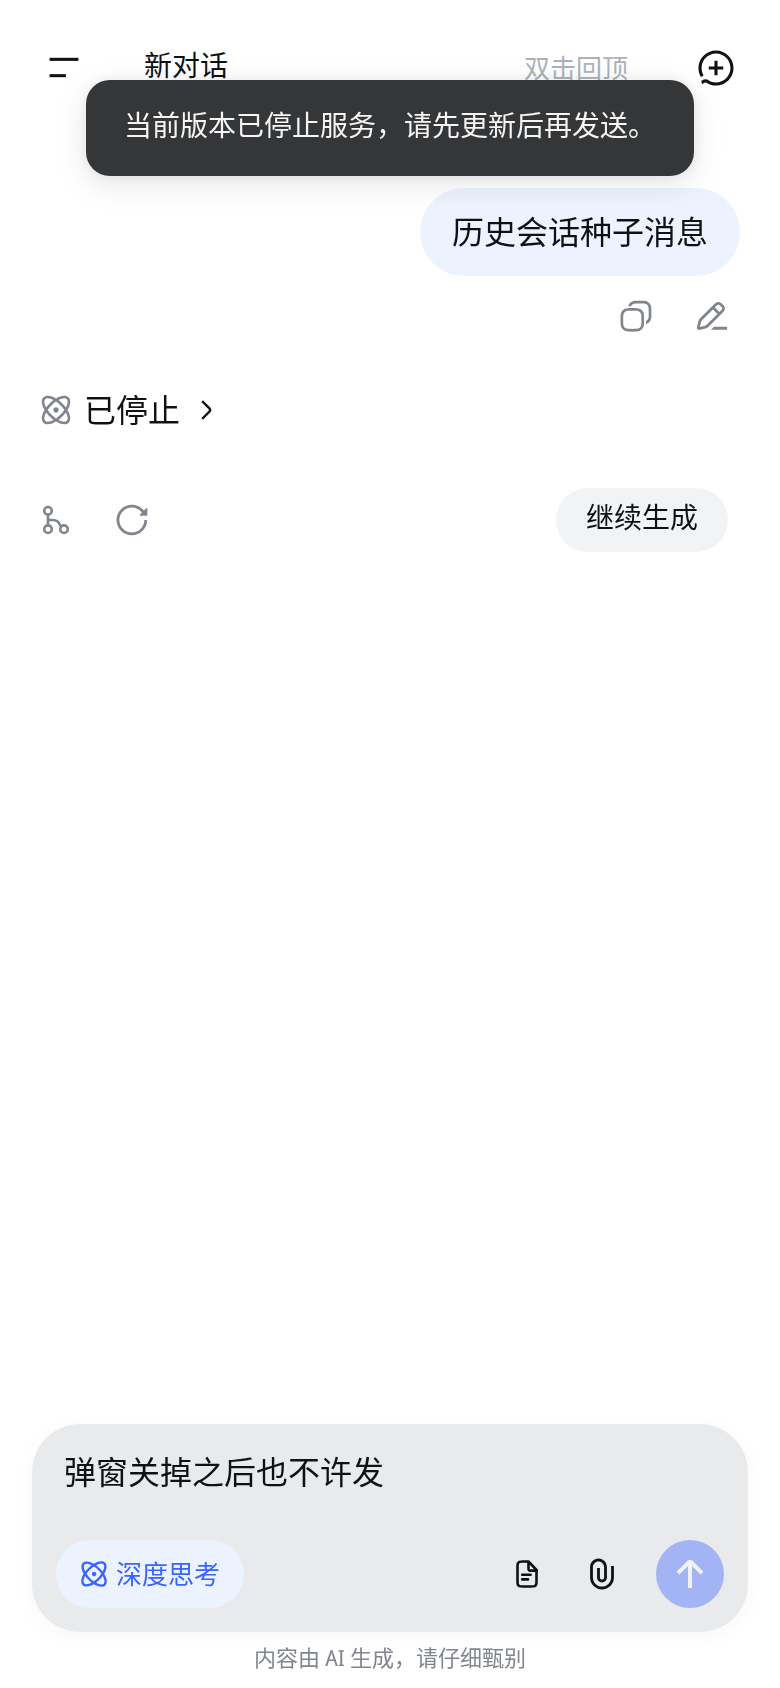 新对话
双击回顶
当前版本已停止服务，请先更新后再发送。
历史会话种子消息
已停止
继续生成
弹窗关掉之后也不许发
深度思考
内容由 AI 生成，请仔细甄别